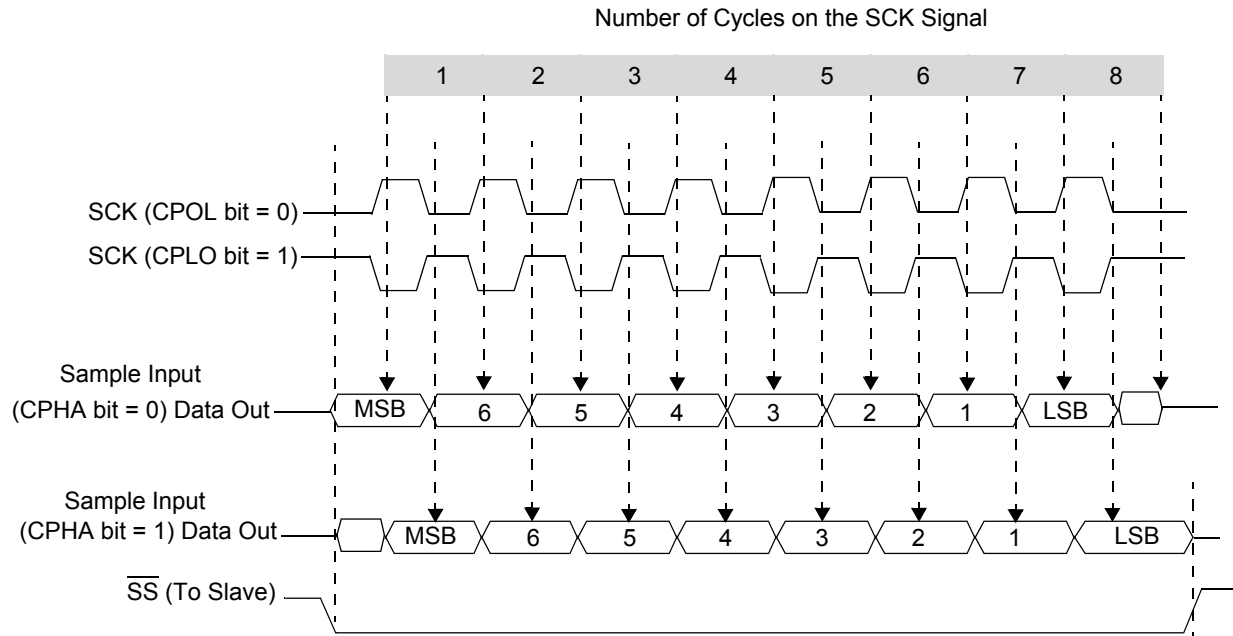 Number of Cycles on the SCK Signal
1 2 3 4 5 6 7 8
SCK (CPOL bit = 0)
SCK (CPLO bit = 1)
Sample Input
(CPHA bit = 0) Data Out
MSB 6 5 4 3 2 1 LSB
Sample Input
(CPHA bit = 1) Data Out
MSB 6 5 4 3 2 1 LSB
S̅S̅ (To Slave)